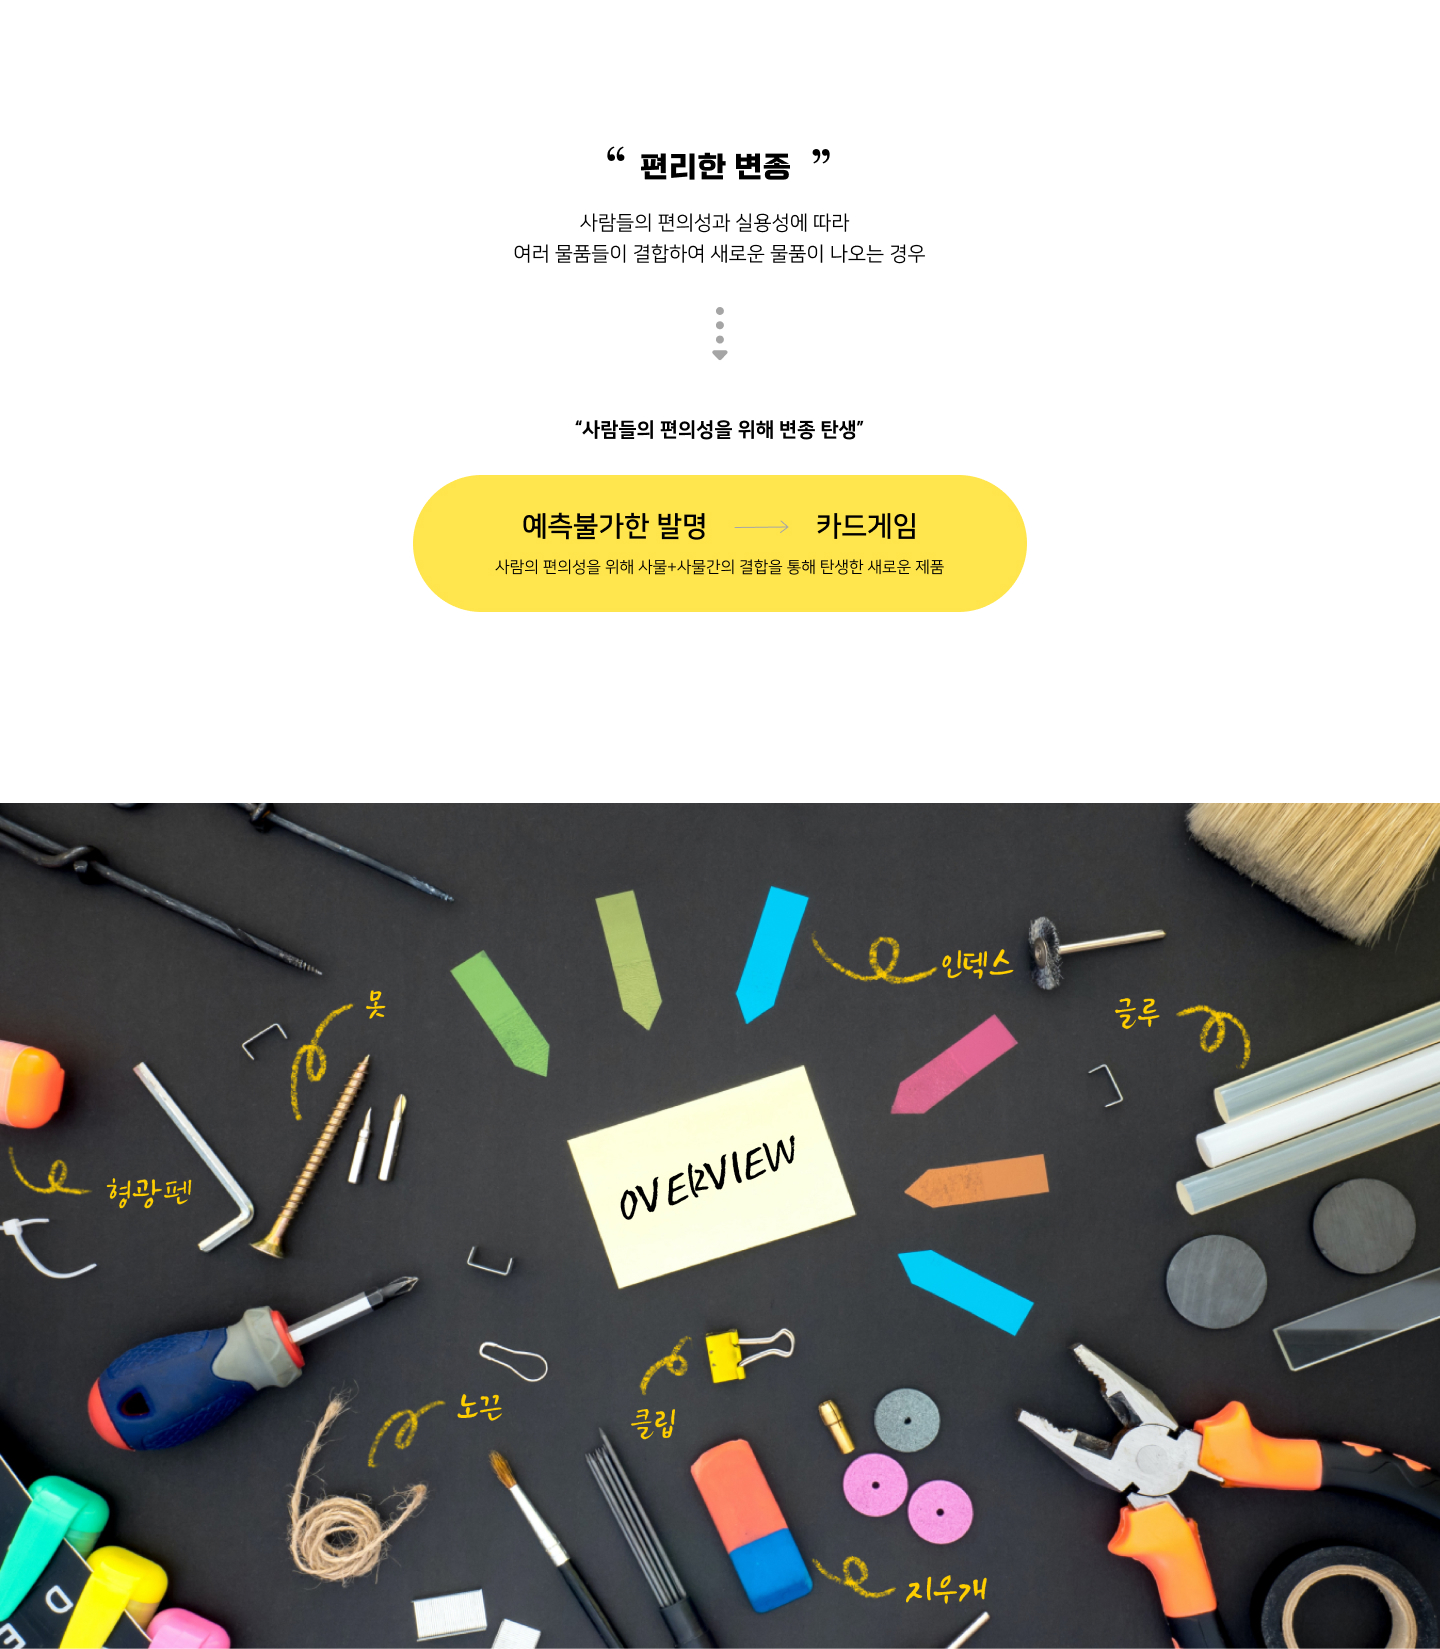 “ 편리한 변종 ”
사람들의 편의성과 실용성에 따라
여러 물품들이 결합하여 새로운 물품이 나오는 경우
“사람들의 편의성을 위해 변종 탄생”
예측불가한 발명 → 카드게임
사람의 편의성을 위해 사물+사물간의 결합을 통해 탄생한 새로운 제품
인덱스
못
글루
OVERVIEW
형광펜
노끈
클립
지우개
D
E